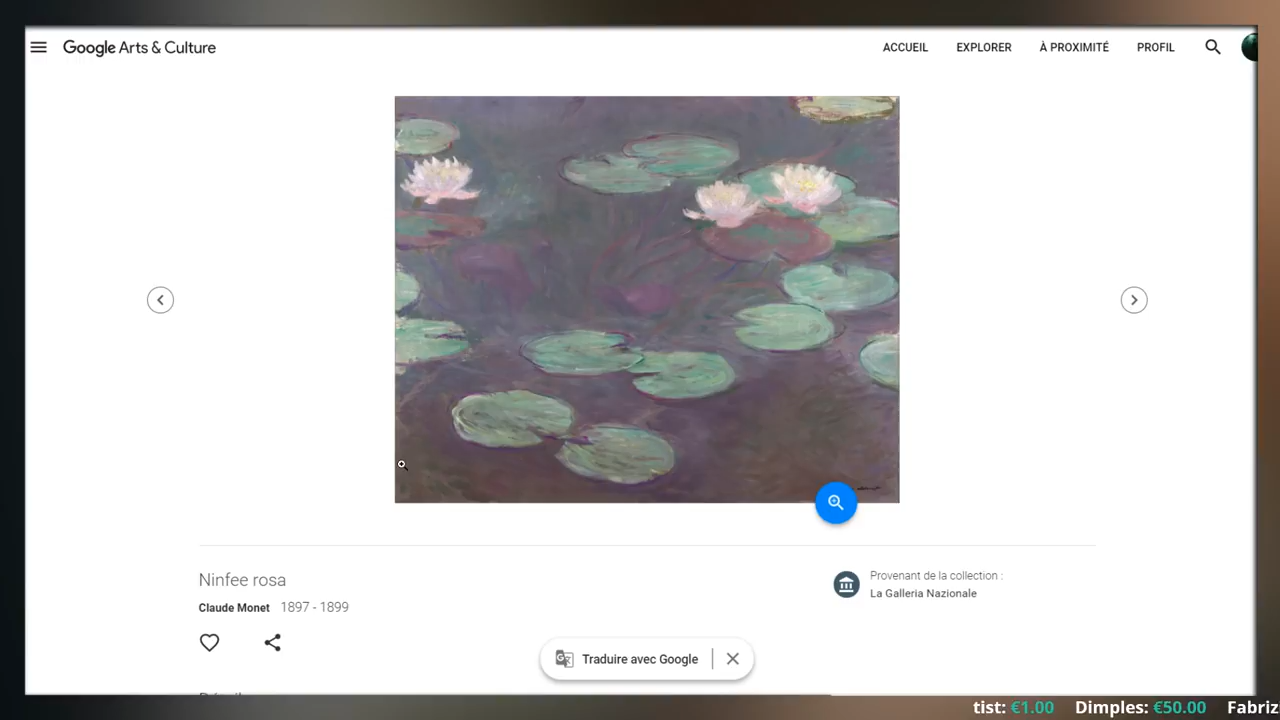 Google Arts & Culture
ACCUEIL EXPLORER À PROXIMITÉ PROFIL
Ninfee rosa
Claude Monet 1897 - 1899
Provenant de la collection :
La Galleria Nazionale
Traduire avec Google
tist: €1.00 Dimples: €50.00 Fabriz